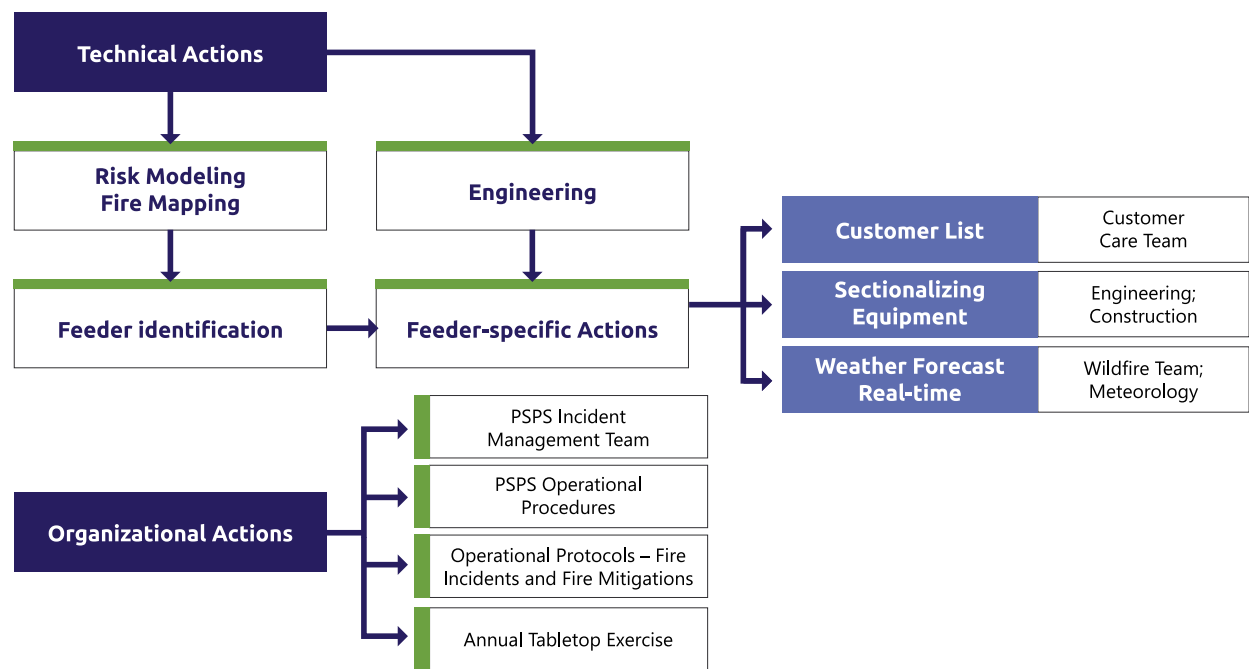 Technical Actions
Risk Modeling
Fire Mapping
Engineering
Feeder identification
Feeder-specific Actions
Customer List
Customer
Care Team
Sectionalizing
Equipment
Engineering;
Construction
Weather Forecast
Real-time
Wildfire Team;
Meteorology
Organizational Actions
PSPS Incident
Management Team
PSPS Operational
Procedures
Operational Protocols – Fire
Incidents and Fire Mitigations
Annual Tabletop Exercise